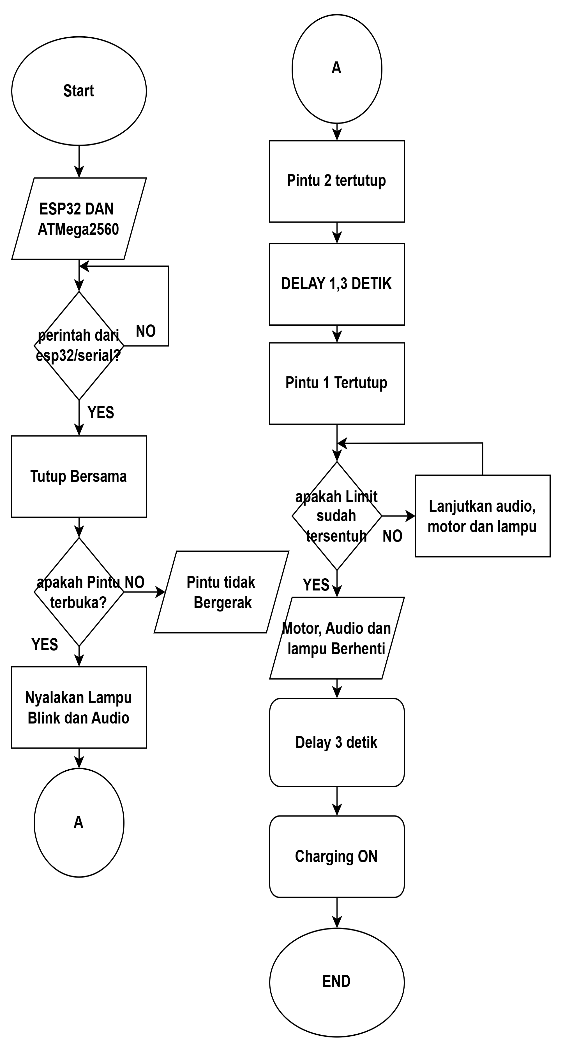 Start
ESP32 DAN
ATMega2560
perintah dari
esp32/serial?
NO
YES
Tutup Bersama
apakah Pintu
terbuka?
NO
Pintu tidak
Bergerak
YES
Nyalakan Lampu
Blink dan Audio
A
A
Pintu 2 tertutup
DELAY 1,3 DETIK
Pintu 1 Tertutup
apakah Limit
sudah
tersentuh
NO
Lanjutkan audio,
motor dan lampu
YES
Motor, Audio dan
lampu Berhenti
Delay 3 detik
Charging ON
END